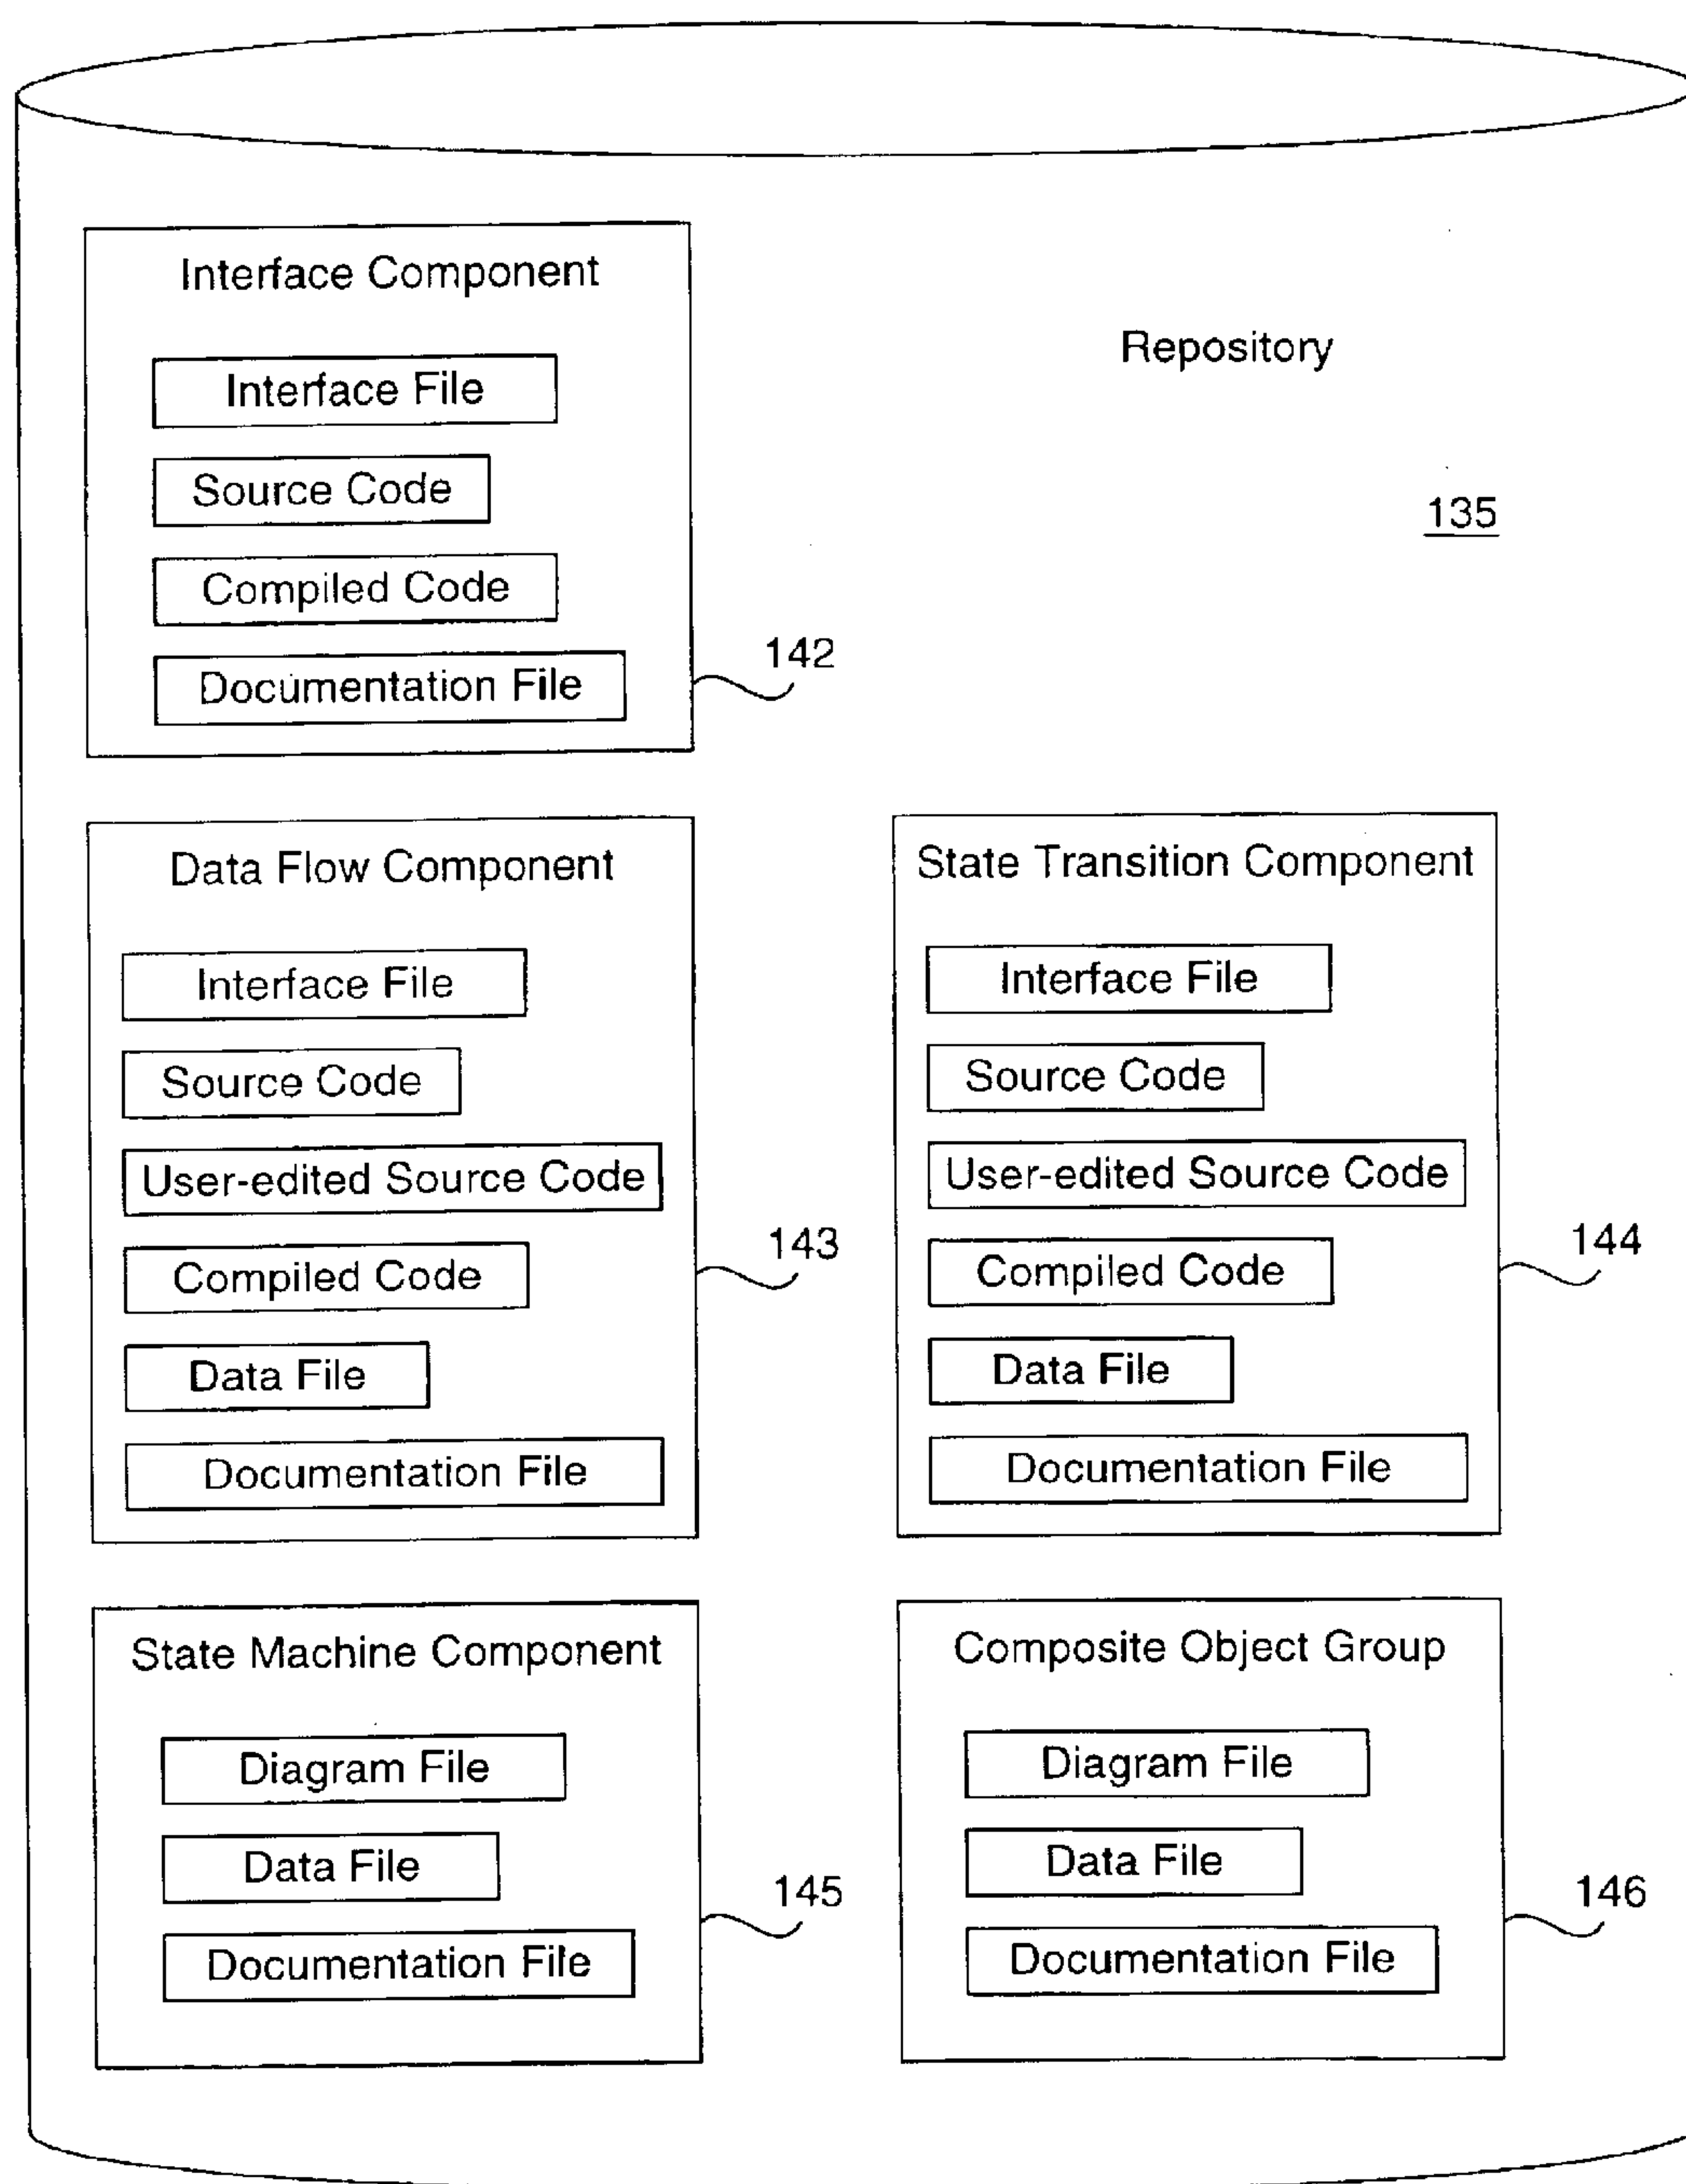 Interface Component
Interface File
Source Code
Compiled Code
Documentation File
142
Repository
135
Data Flow Component
Interface File
Source Code
User-edited Source Code
Compiled Code
Data File
Documentation File
143
State Transition Component
Interface File
Source Code
User-edited Source Code
Compiled Code
Data File
Documentation File
144
State Machine Component
Diagram File
Data File
Documentation File
145
Composite Object Group
Diagram File
Data File
Documentation File
146